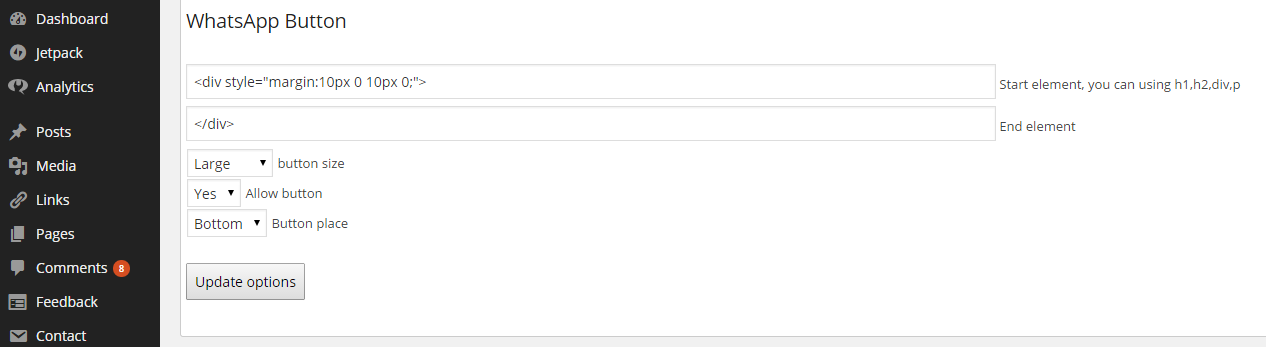 Dashboard
Jetpack
Analytics
Posts
Media
Links
Pages
Comments 8
Feedback
Contact
WhatsApp Button
<div style="margin:10px 0 10px 0;"> Start element, you can using h1,h2,div,p
</div> End element
Large button size
Yes Allow button
Bottom Button place
Update options